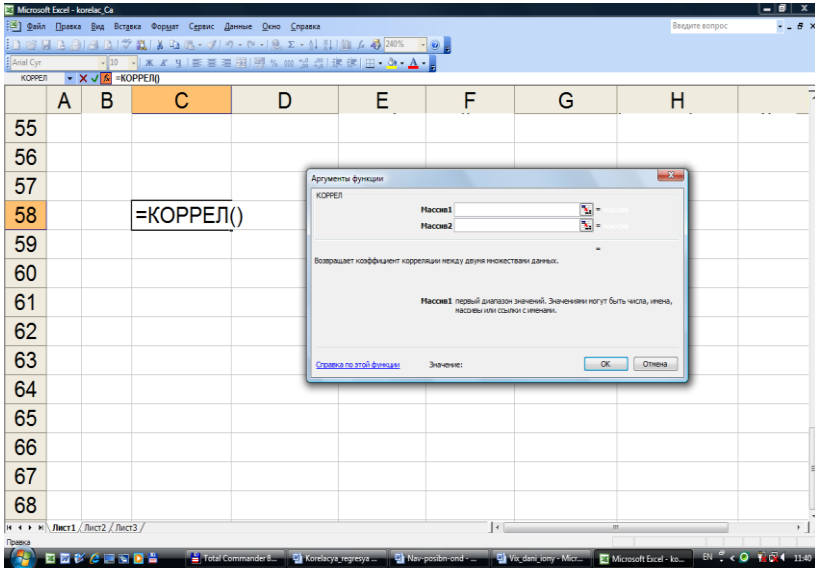 Microsoft Excel - korelac_Ca
Файл Правка Вид Вставка Формат Сервис Данные Окно Справка Введите вопрос
240%
Arial Cyr 10 Ж К Ч % 000
КОРРЕЛ =КОРРЕЛ()
A B C D E F G H
55
56
57
58 =КОРРЕЛ()
59
60
61
62
63
64
65
66
67
68
Аргументы функции
КОРРЕЛ
Массив1 =
Массив2 =
=
Возвращает коэффициент корреляции между двумя множествами данных.
Массив1 первый диапазон значений. Значениями могут быть числа, имена,
массивы или ссылки с именами.
Справка по этой функции Значение: OK Отмена
Лист1 Лист2 Лист3
Правка
Total Commander 8... Korelacya_regresya ... Nav-posibn-ond - ... Vix_dani_iony - Micr... Microsoft Excel - ko... EN 11:40